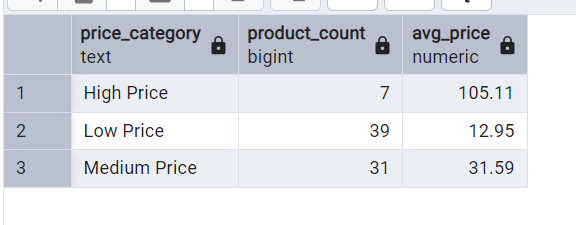 price_category product_count avg_price
text bigint numeric
1 High Price 7 105.11
2 Low Price 39 12.95
3 Medium Price 31 31.59